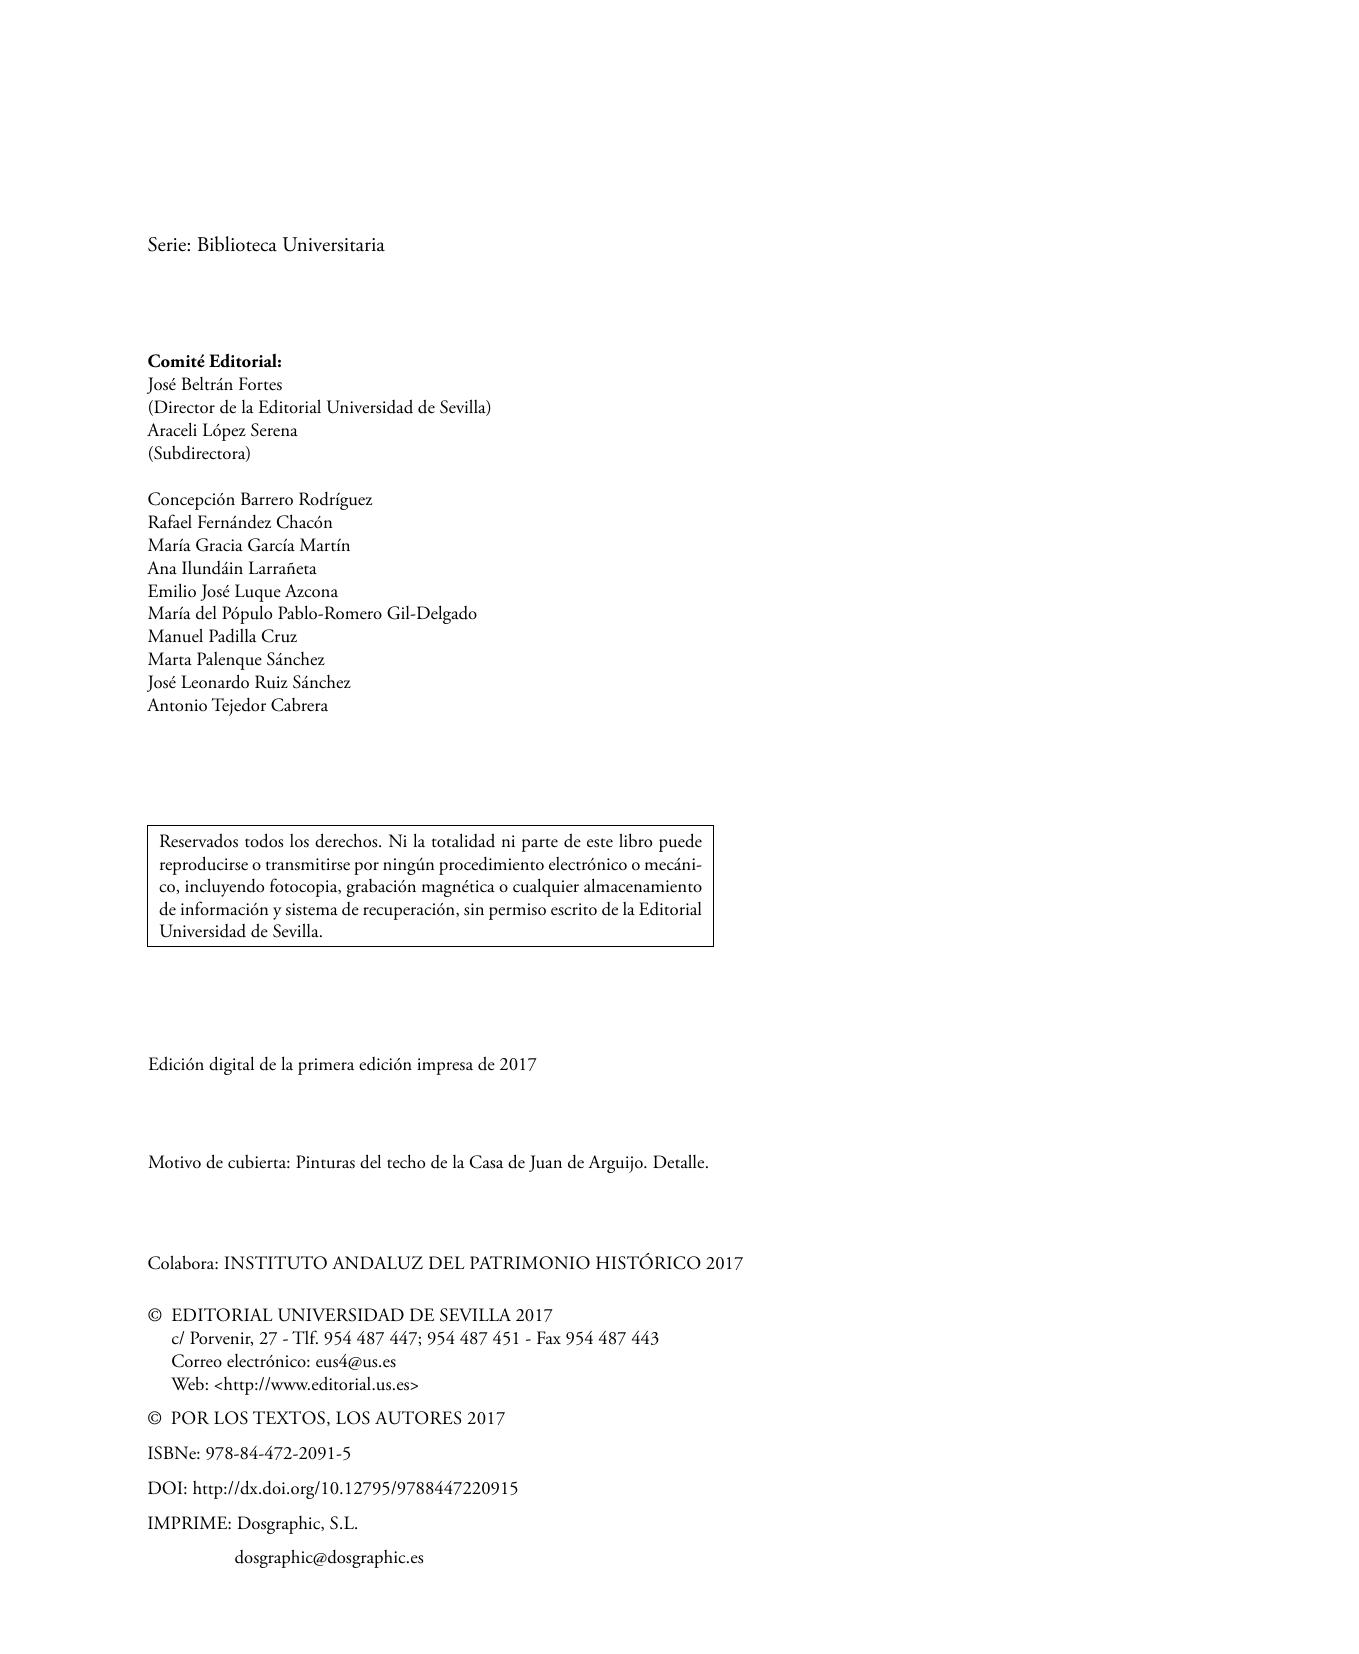 Serie: Biblioteca Universitaria
Comité Editorial:
José Beltrán Fortes
(Director de la Editorial Universidad de Sevilla)
Araceli López Serena
(Subdirectora)
Concepción Barrero Rodríguez
Rafael Fernández Chacón
María Gracia García Martín
Ana Ilundáin Larrañeta
Emilio José Luque Azcona
María del Pópulo Pablo-Romero Gil-Delgado
Manuel Padilla Cruz
Marta Palenque Sánchez
José Leonardo Ruiz Sánchez
Antonio Tejedor Cabrera
Reservados todos los derechos. Ni la totalidad ni parte de este libro puede
reproducirse o transmitirse por ningún procedimiento electrónico o mecáni-
co, incluyendo fotocopia, grabación magnética o cualquier almacenamiento
de información y sistema de recuperación, sin permiso escrito de la Editorial
Universidad de Sevilla.
Edición digital de la primera edición impresa de 2017
Motivo de cubierta: Pinturas del techo de la Casa de Juan de Arguijo. Detalle.
Colabora: INSTITUTO ANDALUZ DEL PATRIMONIO HISTÓRICO 2017
© EDITORIAL UNIVERSIDAD DE SEVILLA 2017
c/ Porvenir, 27 - Tlf. 954 487 447; 954 487 451 - Fax 954 487 443
Correo electrónico: eus4@us.es
Web: <http://www.editorial.us.es>
© POR LOS TEXTOS, LOS AUTORES 2017
ISBNe: 978-84-472-2091-5
DOI: http://dx.doi.org/10.12795/9788447220915
IMPRIME: Dosgraphic, S.L.
dosgraphic@dosgraphic.es